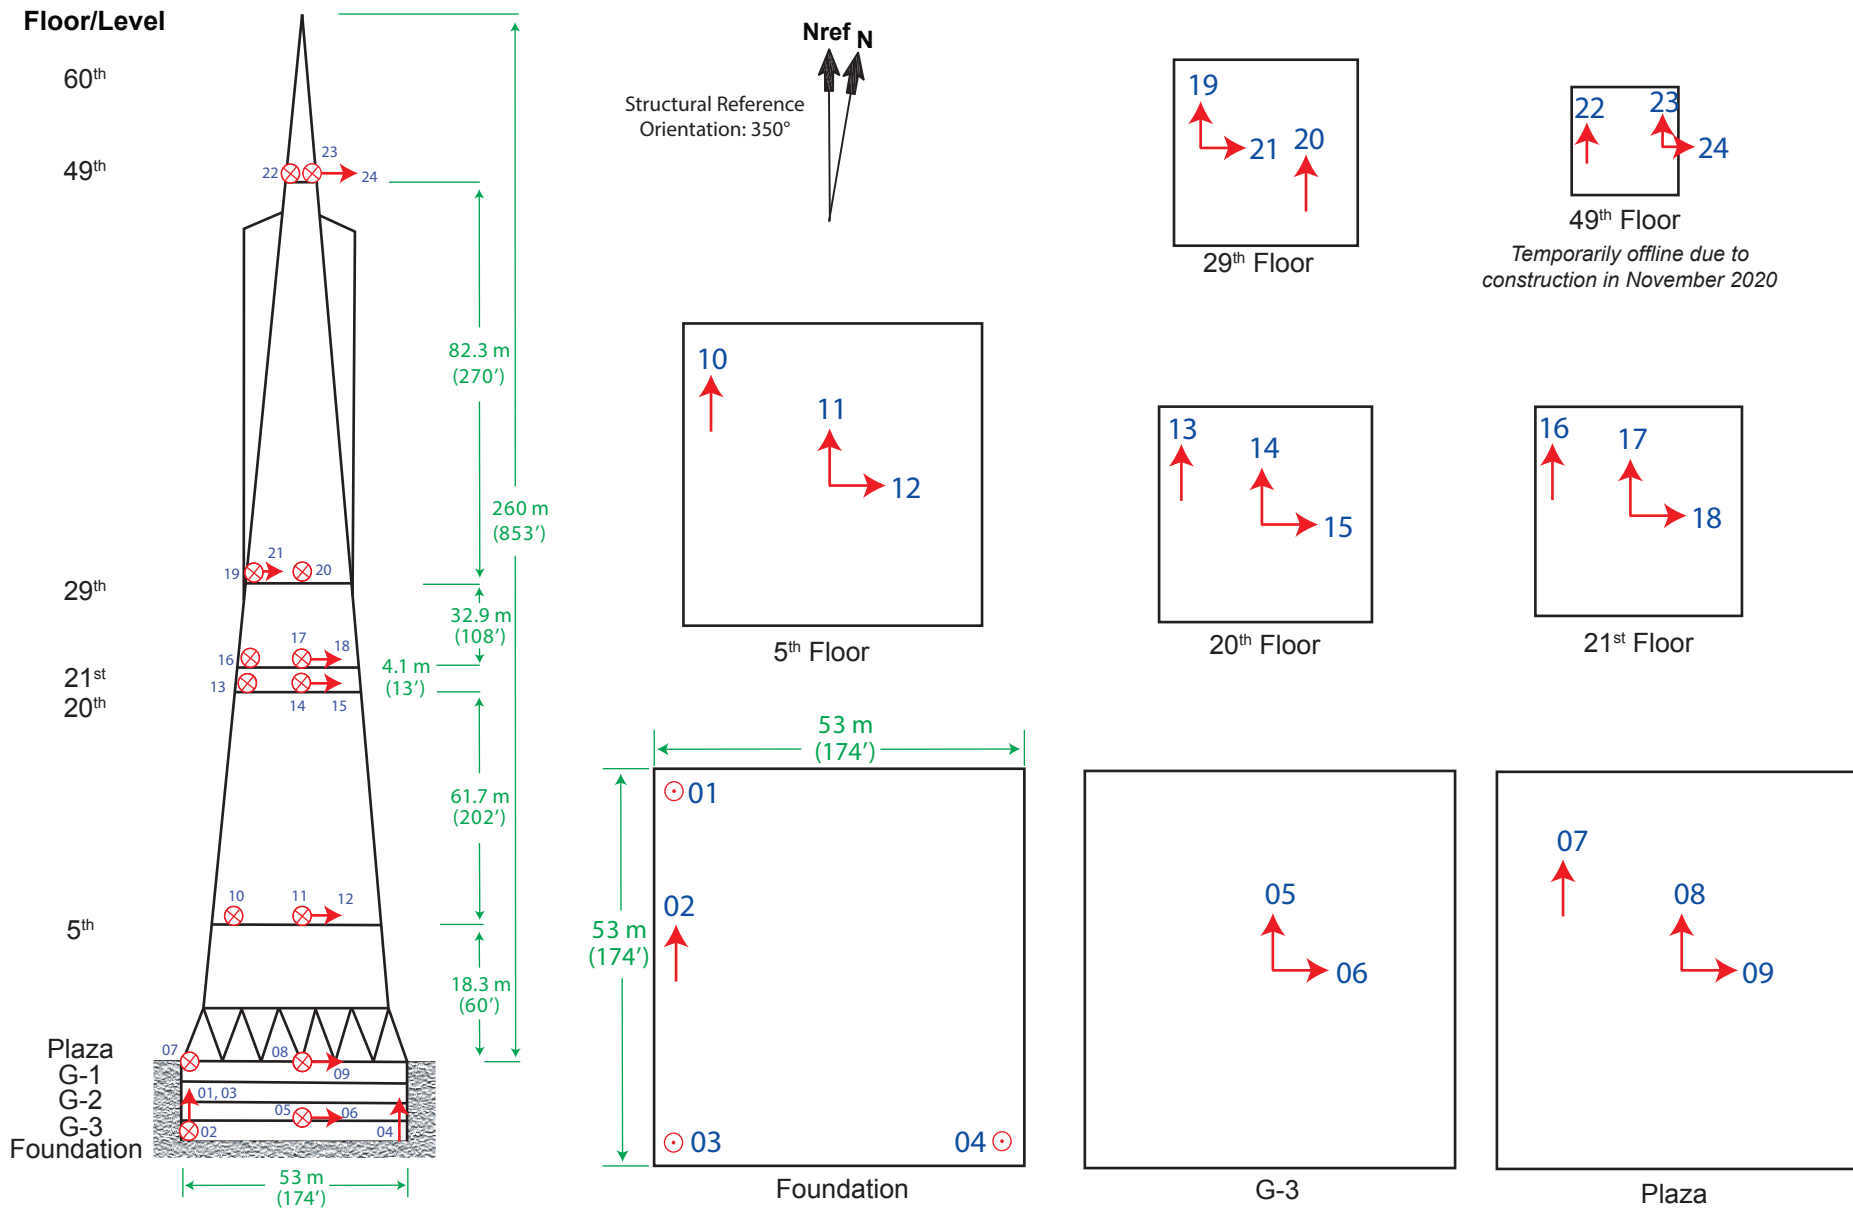 Floor/Level
60th
49th
29th
21st
20th
5th
Plaza
G-1
G-2
G-3
Foundation
23
22
24
21
19
20
17
18
16
13
14
15
10
11
12
07
08
09
01, 03
05
06
02
04
82.3 m
(270')
260 m
(853')
32.9 m
(108')
4.1 m
(13')
61.7 m
(202')
18.3 m
(60')
53 m
(174')
Nref N
Structural Reference
Orientation: 350°
19
21
20
29th Floor
22
23
24
49th Floor
Temporarily offline due to
construction in November 2020
10
11
12
5th Floor
13
14
15
20th Floor
16
17
18
21st Floor
53 m
(174')
53 m
(174')
01
02
03
04
Foundation
05
06
G-3
07
08
09
Plaza